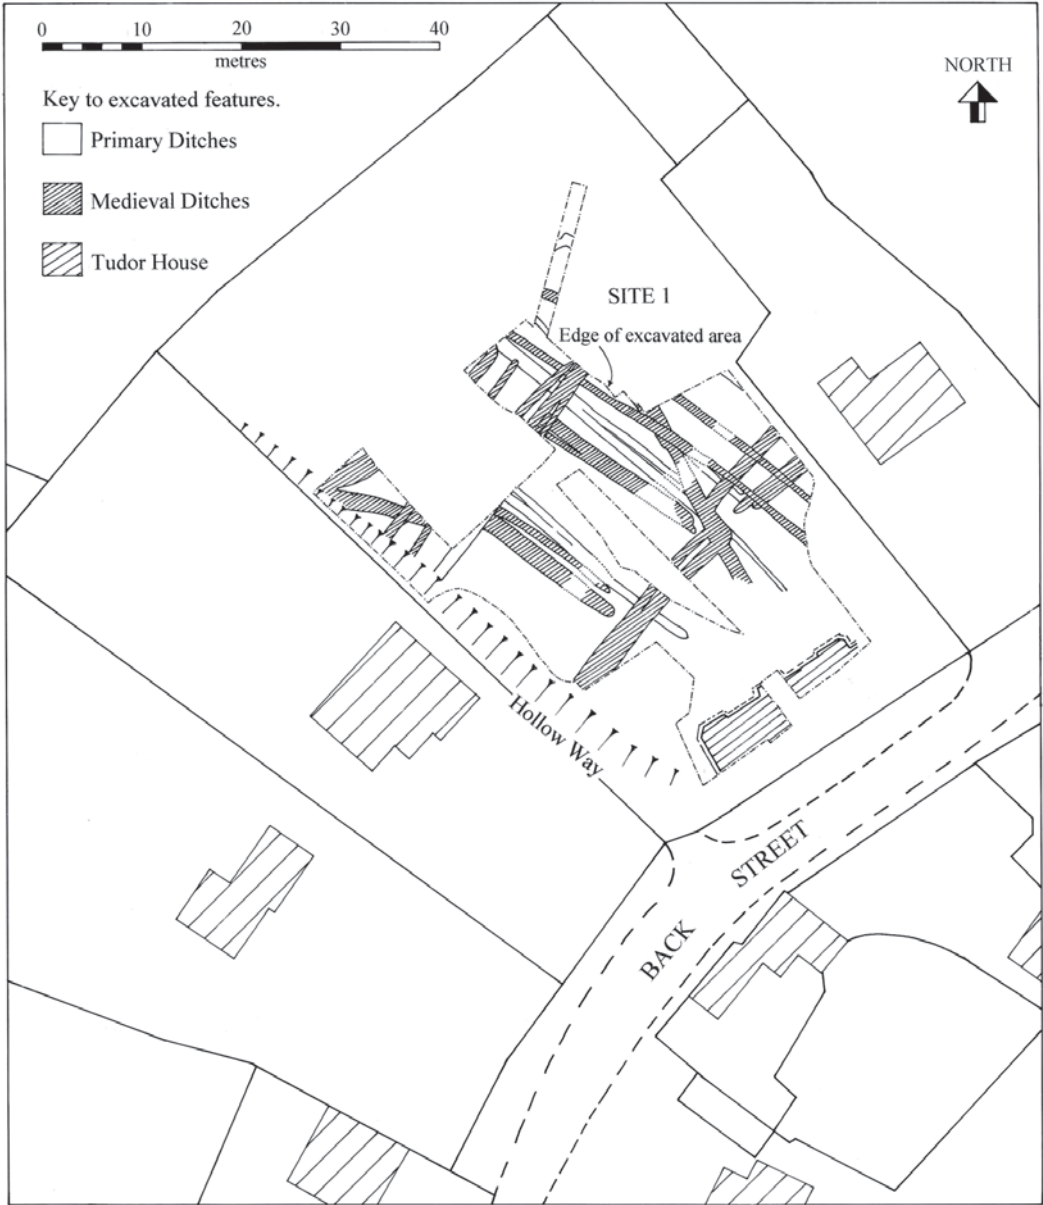 0 10 20 30 40
metres
NORTH
Key to excavated features.
Primary Ditches
Medieval Ditches
Tudor House
SITE 1
Edge of excavated area
Hollow Way
BACK STREET